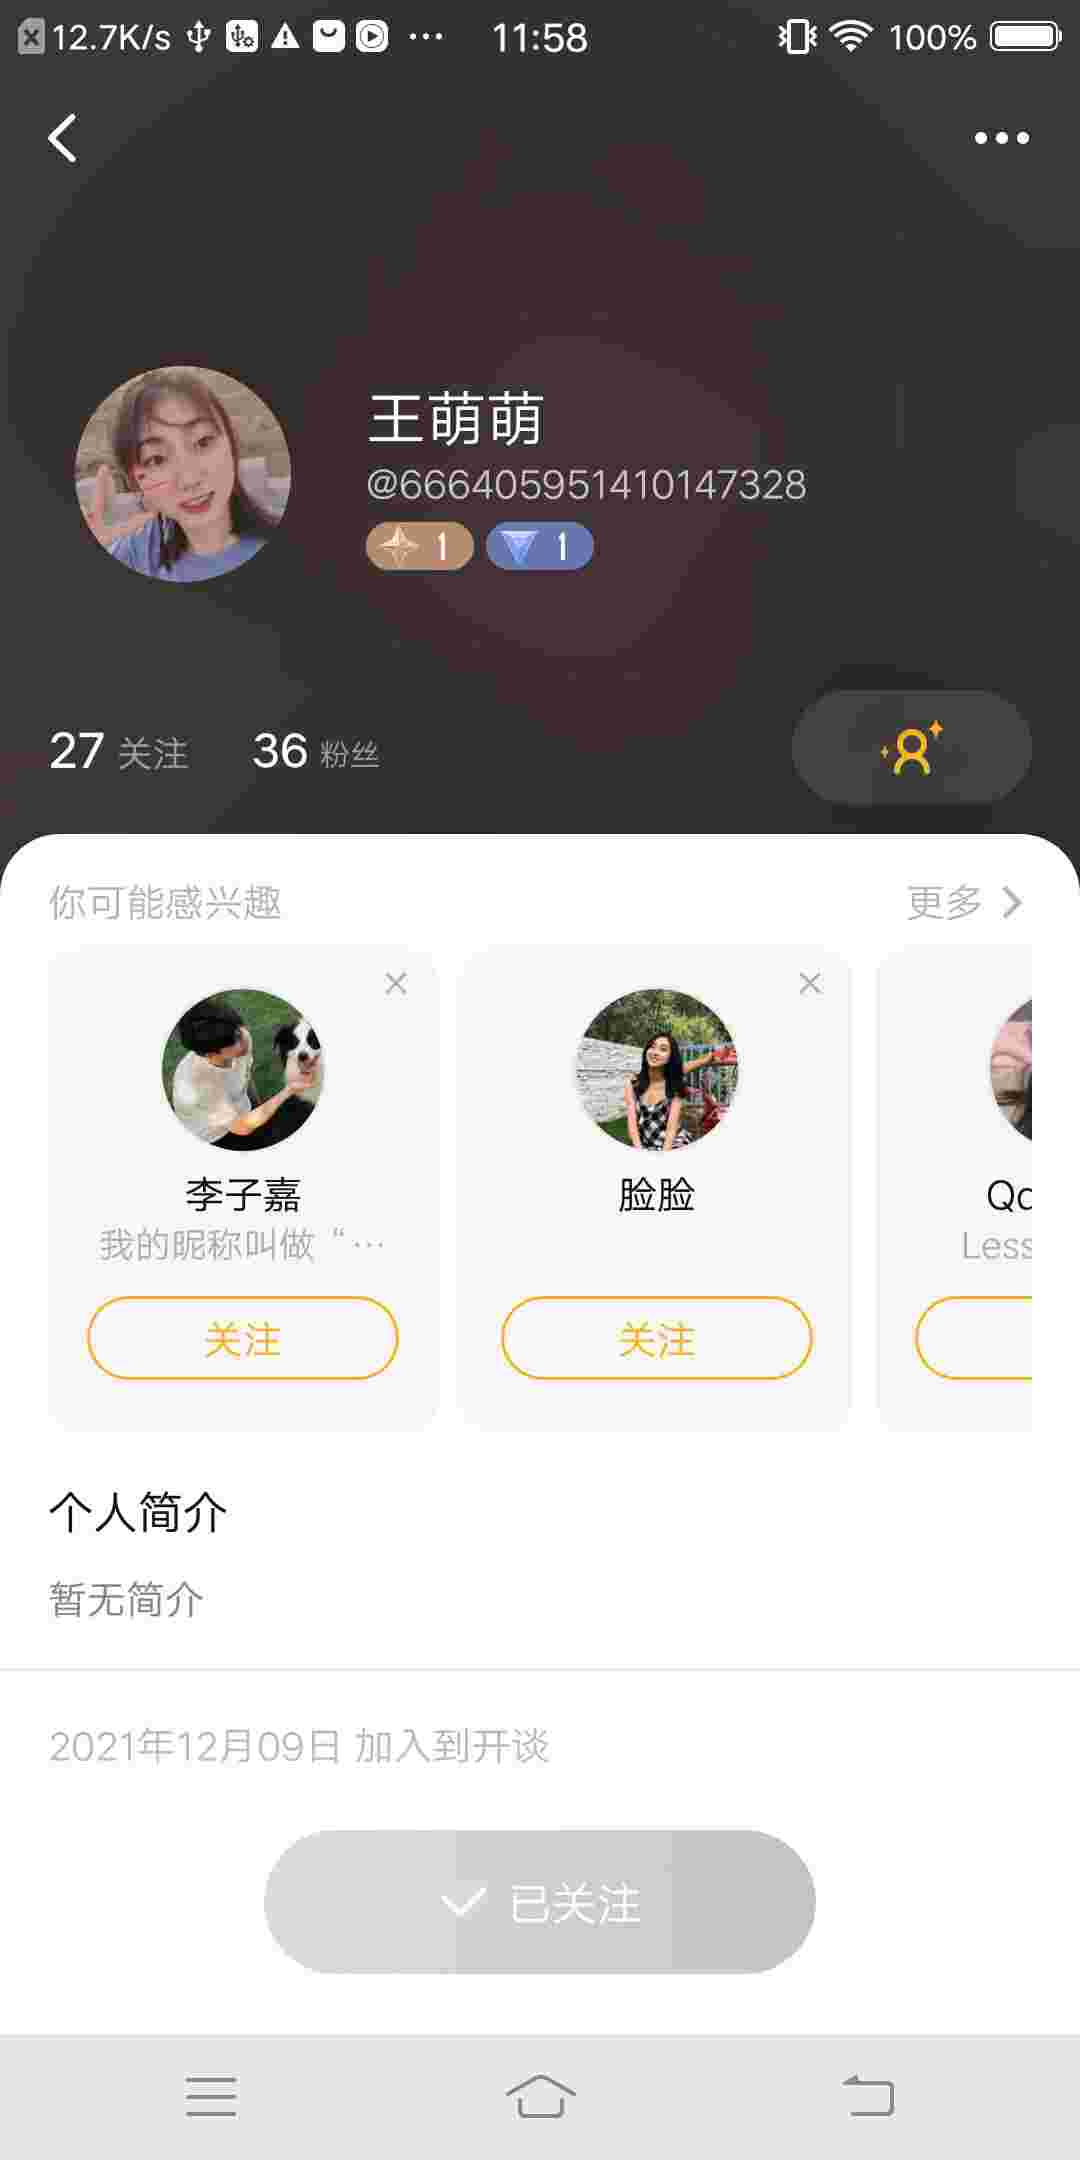 12.7K/s
11:58
100%
王萌萌
@6664059514101473​28
1
1
27 关注
36 粉丝
你可能感兴趣
更多
李子嘉
我的昵称叫做“…
关注
脸脸
关注
Less
个人简介
暂无简介
2021年12月09日 加入到开谈
已关注